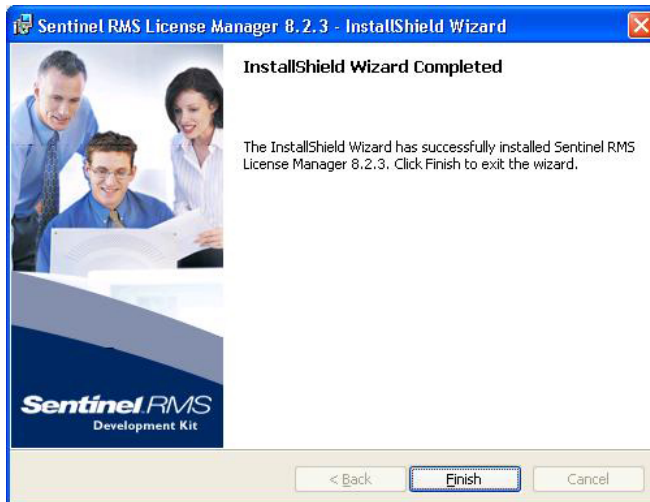 Sentinel RMS License Manager 8.2.3 - InstallShield Wizard
InstallShield Wizard Completed
The InstallShield Wizard has successfully installed Sentinel RMS
License Manager 8.2.3. Click Finish to exit the wizard.
Sentinel RMS
Development Kit
< Back
Finish
Cancel